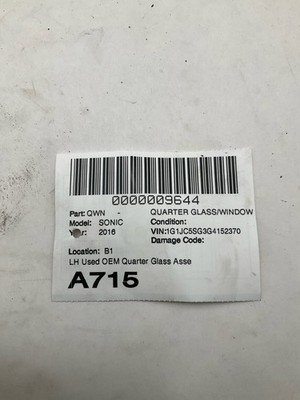 0000009644
Part: QWN - QUARTER GLASS/WINDOW
Model: SONIC Condition:
Year: 2016 VIN:1G1JC5SG3G4152370
Damage Code:
Location: B1
LH Used OEM Quarter Glass Asse
A715